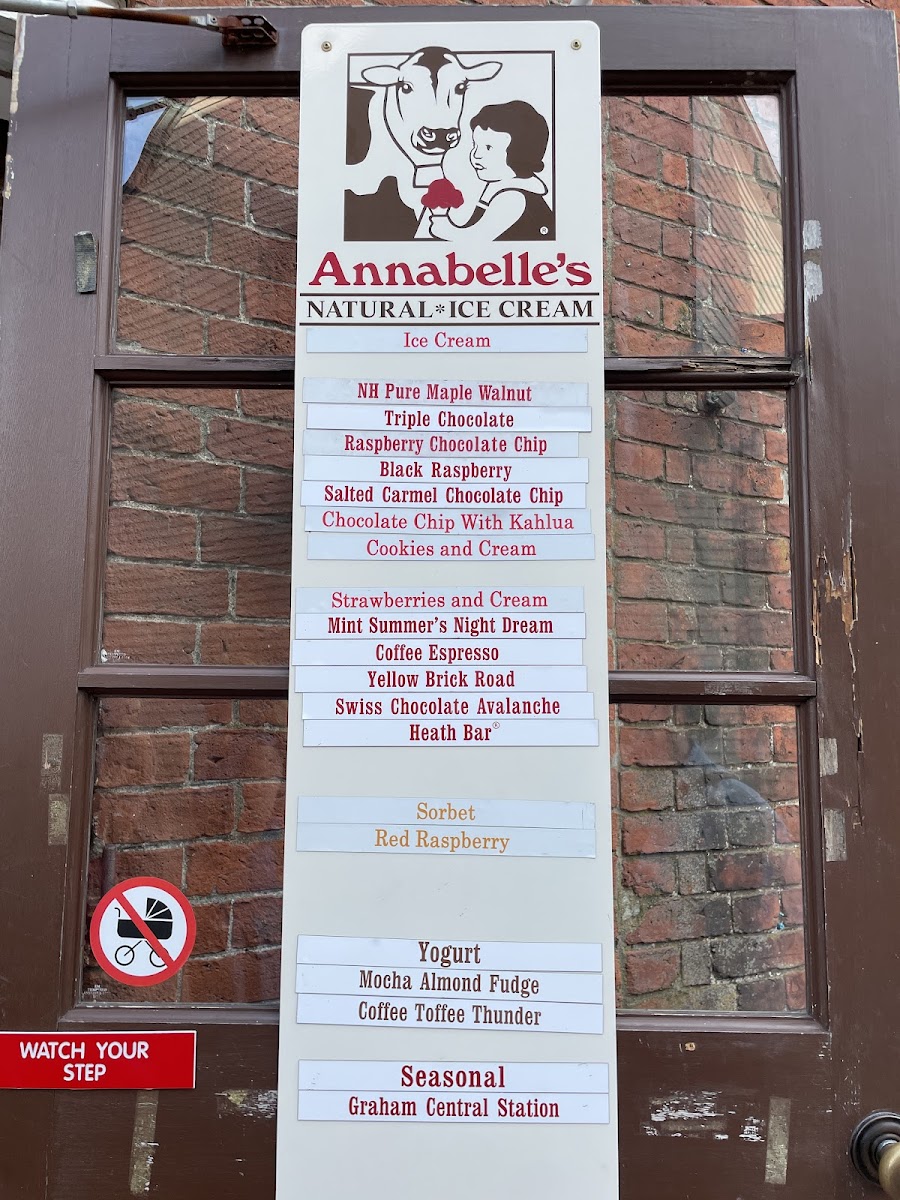 Annabelle's
NATURAL*ICE CREAM
Ice Cream
NH Pure Maple Walnut
Triple Chocolate
Raspberry Chocolate Chip
Black Raspberry
Salted Carmel Chocolate Chip
Chocolate Chip With Kahlua
Cookies and Cream
Strawberries and Cream
Mint Summer's Night Dream
Coffee Espresso
Yellow Brick Road
Swiss Chocolate Avalanche
Heath Bar®
Sorbet
Red Raspberry
Yogurt
Mocha Almond Fudge
Coffee Toffee Thunder
Seasonal
Graham Central Station
WATCH YOUR
STEP